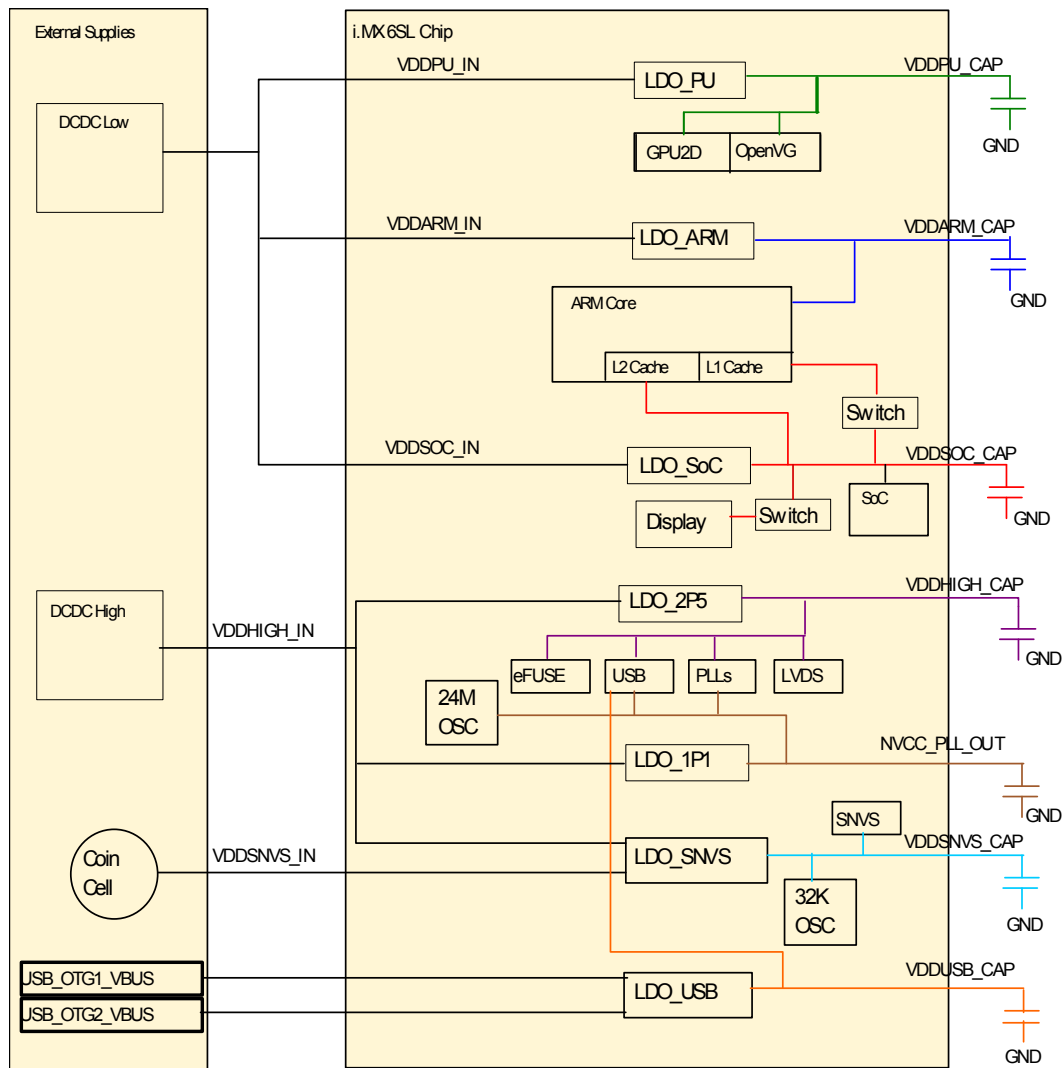 External Supplies
i.MX6SL Chip
VDDPU_IN
LDO_PU
VDDPU_CAP
DCDC Low
GPU2D
OpenVG
GND
VDDARM_IN
LDO_ARM
VDDARM_CAP
GND
ARM Core
L2 Cache
L1 Cache
Switch
VDDSOC_IN
LDO_SoC
VDDSOC_CAP
SoC
Display
Switch
GND
DCDC High
VDDHIGH_IN
LDO_2P5
VDDHIGH_CAP
GND
eFUSE
USB
PLLs
LVDS
24M
OSC
LDO_1P1
NVCC_PLL_OUT
GND
SNVS
Coin
Cell
VDDSNVS_IN
LDO_SNVS
VDDSNVS_CAP
32K
OSC
GND
USB_OTG1_VBUS
USB_OTG2_VBUS
LDO_USB
VDDUSB_CAP
GND